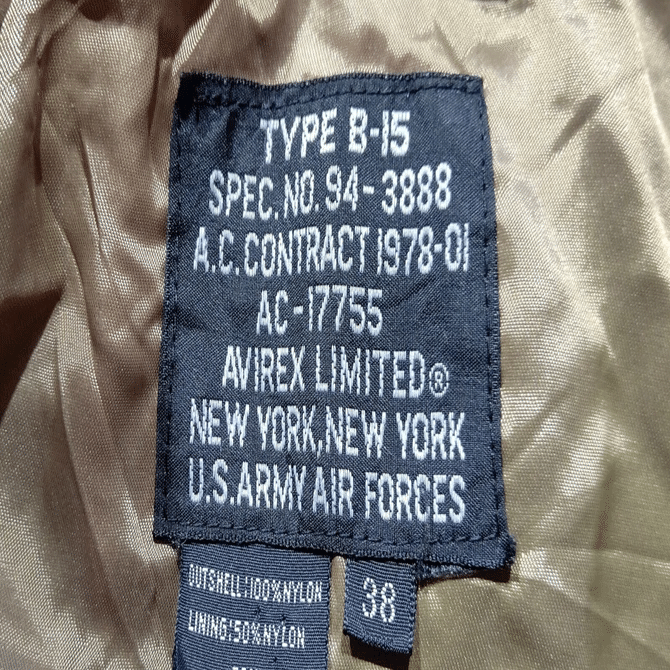 TYPE B-15
SPEC. NO. 94-3888
A.C. CONTRACT 1978-01
AC-17755
AVIREX LIMITED®
NEW YORK, NEW YORK
U.S. ARMY AIR FORCES
OUTSHELL: 100% NYLON
LINING: 50% NYLON
38